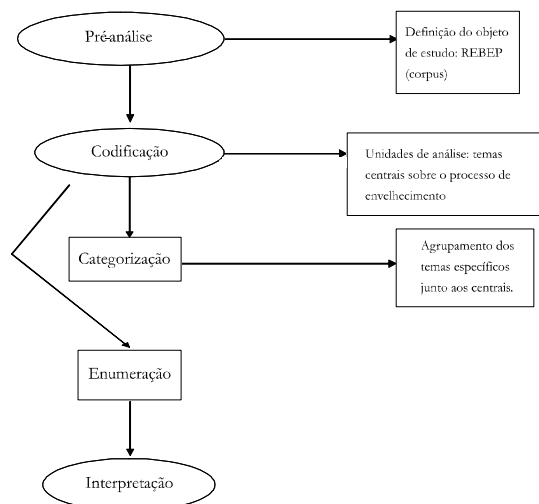 Pré-análise
Definição do objeto
de estudo: REBEP
(corpus)
Codificação
Unidades de análise: temas
centrais sobre o processo de
envelhecimento
Categorização
Agrupamento dos
temas específicos
junto aos centrais.
Enumeração
Interpretação